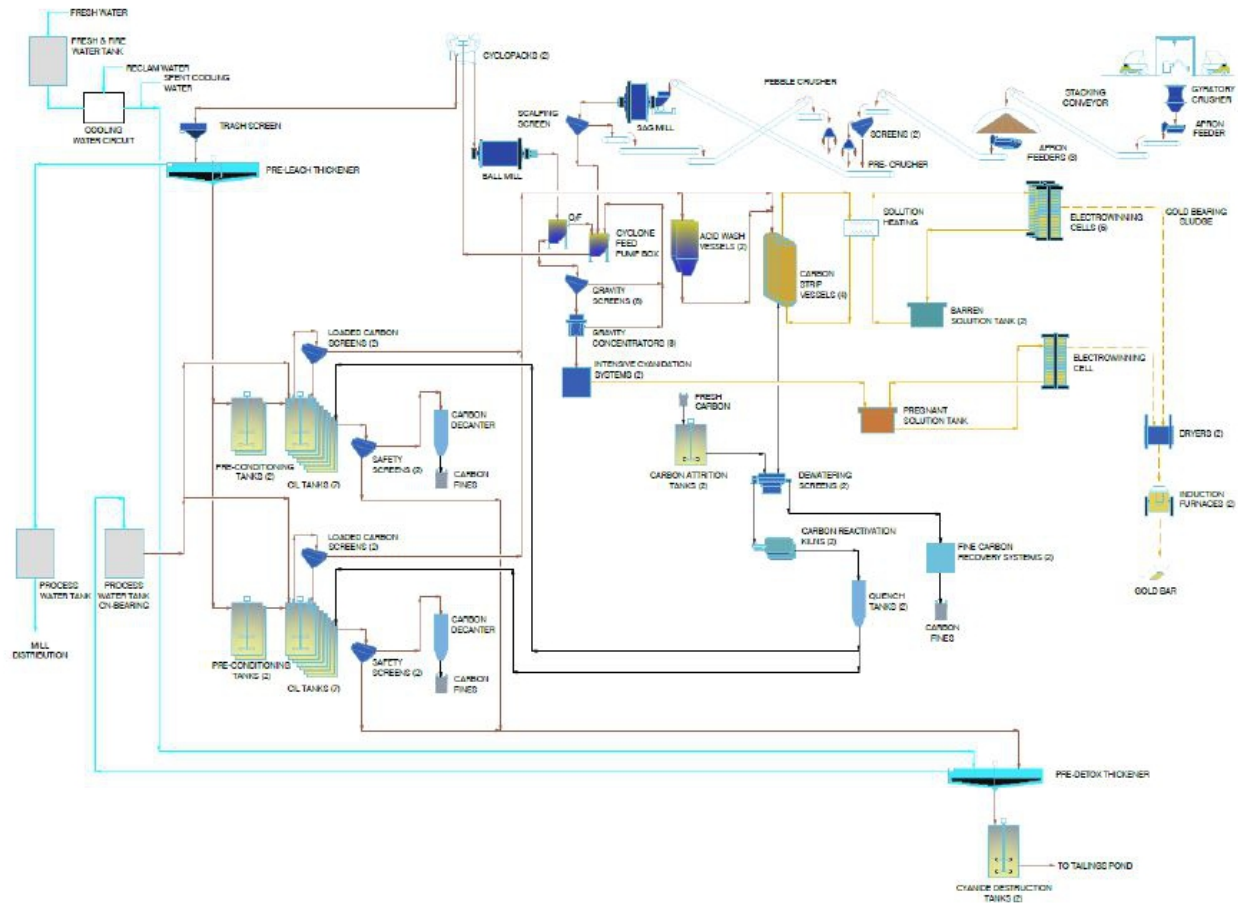 FRESH WATER
FRESH & FIRE
WATER TANK
RECLAIM WATER
SPENT COOLING
WATER
COOLING
WATER CIRCUIT
TRASH SCREEN
PRE-LEACH THICKENER
CYCLOPACKS (2)
SCALPING
SCREEN
SAG MILL
BALL MILL
PEBBLE CRUSHER
SCREENS (2)
PRE- CRUSHER
STACKING
CONVEYOR
APRON
FEEDERS (3)
GYRATORY
CRUSHER
APRON
FEEDER
O/F
CYCLONE
FEED
PUMP BOX
ACID WASH
VESSELS (2)
CARBON
STRIP
VESSELS (4)
SOLUTION
HEATING
ELECTROWINNING
CELLS (6)
GOLD BEARING
SLUDGE
BARREN
SOLUTION TANK (2)
GRAVITY
SCREENS (8)
GRAVITY
CONCENTRATORS (8)
INTENSIVE CYANIDATION
SYSTEMS (2)
ELECTROWINNING
CELL
PREGNANT
SOLUTION TANK
DRYERS (2)
INDUCTION
FURNACES (2)
GOLD BAR
LOADED CARBON
SCREENS (2)
PRE-CONDITIONING
TANKS (2)
CIL TANKS (7)
SAFETY
SCREENS (2)
CARBON
DECANTER
CARBON
FINES
FRESH
CARBON
CARBON ATTRITION
TANKS (2)
DEWATERING
SCREENS (2)
CARBON REACTIVATION
KILNS (2)
QUENCH
TANKS (2)
FINE CARBON
RECOVERY SYSTEMS (2)
CARBON
FINES
PROCESS
WATER TANK
PROCESS
WATER TANK
CN-BEARING
MILL
DISTRIBUTION
LOADED CARBON
SCREENS (2)
PRE-CONDITIONING
TANKS (2)
CIL TANKS (7)
SAFETY
SCREENS (2)
CARBON
DECANTER
CARBON
FINES
PRE-DETOX THICKENER
TO TAILINGS POND
CYANIDE DESTRUCTION
TANKS (2)